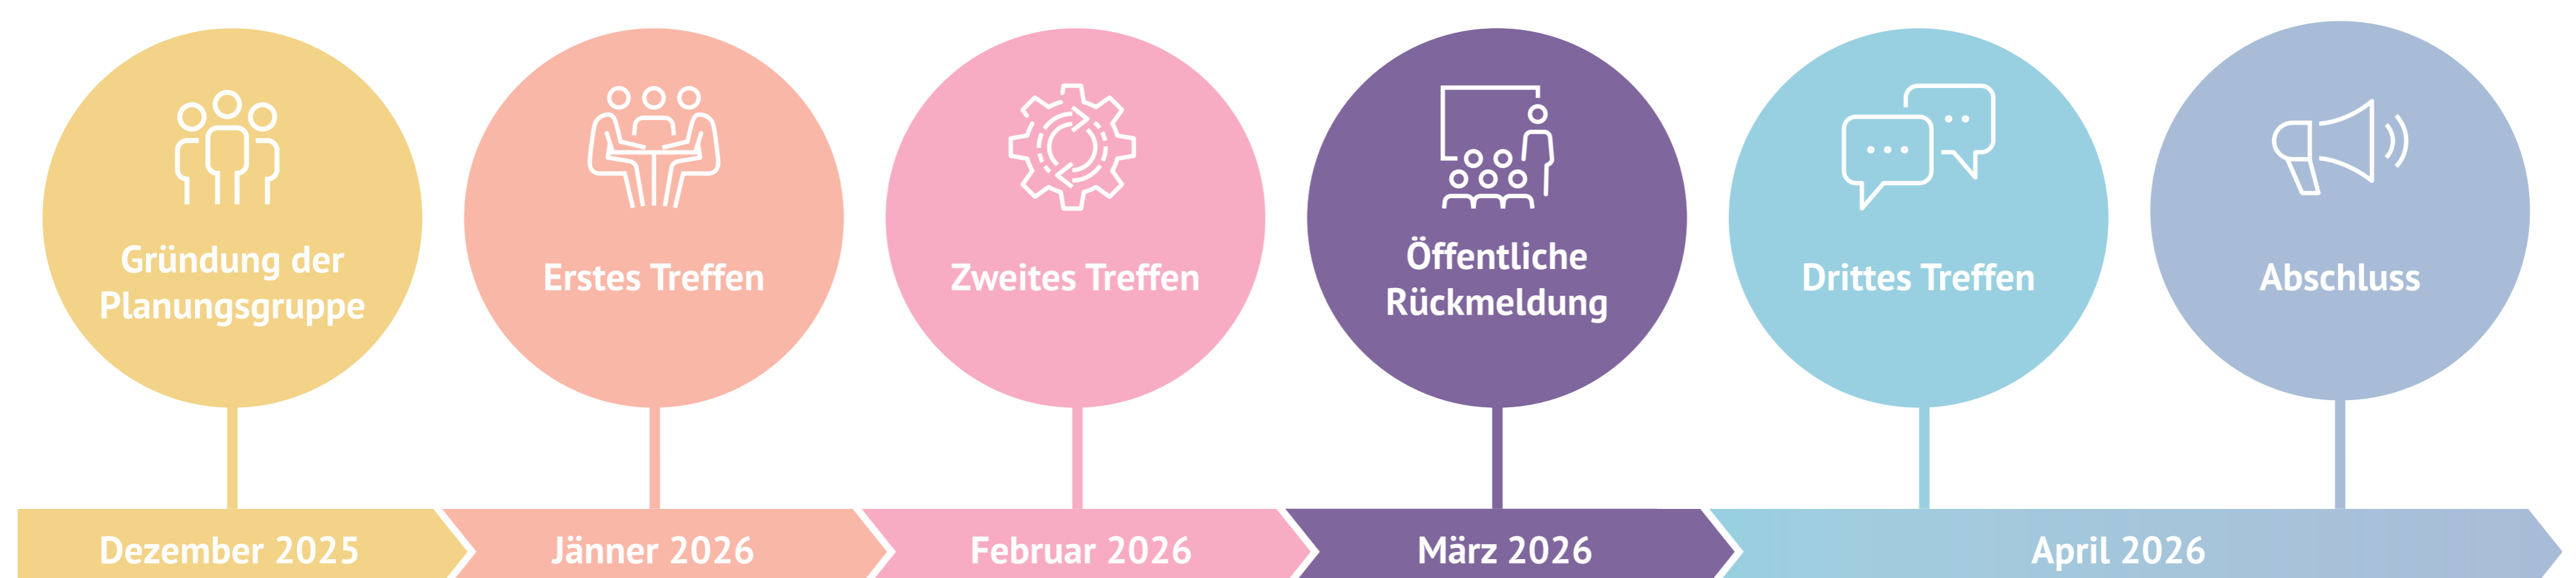 Gründung der
Planungsgruppe
Erstes Treffen
Zweites Treffen
Öffentliche
Rückmeldung
Drittes Treffen
Abschluss
Dezember 2025
Jänner 2026
Februar 2026
März 2026
April 2026